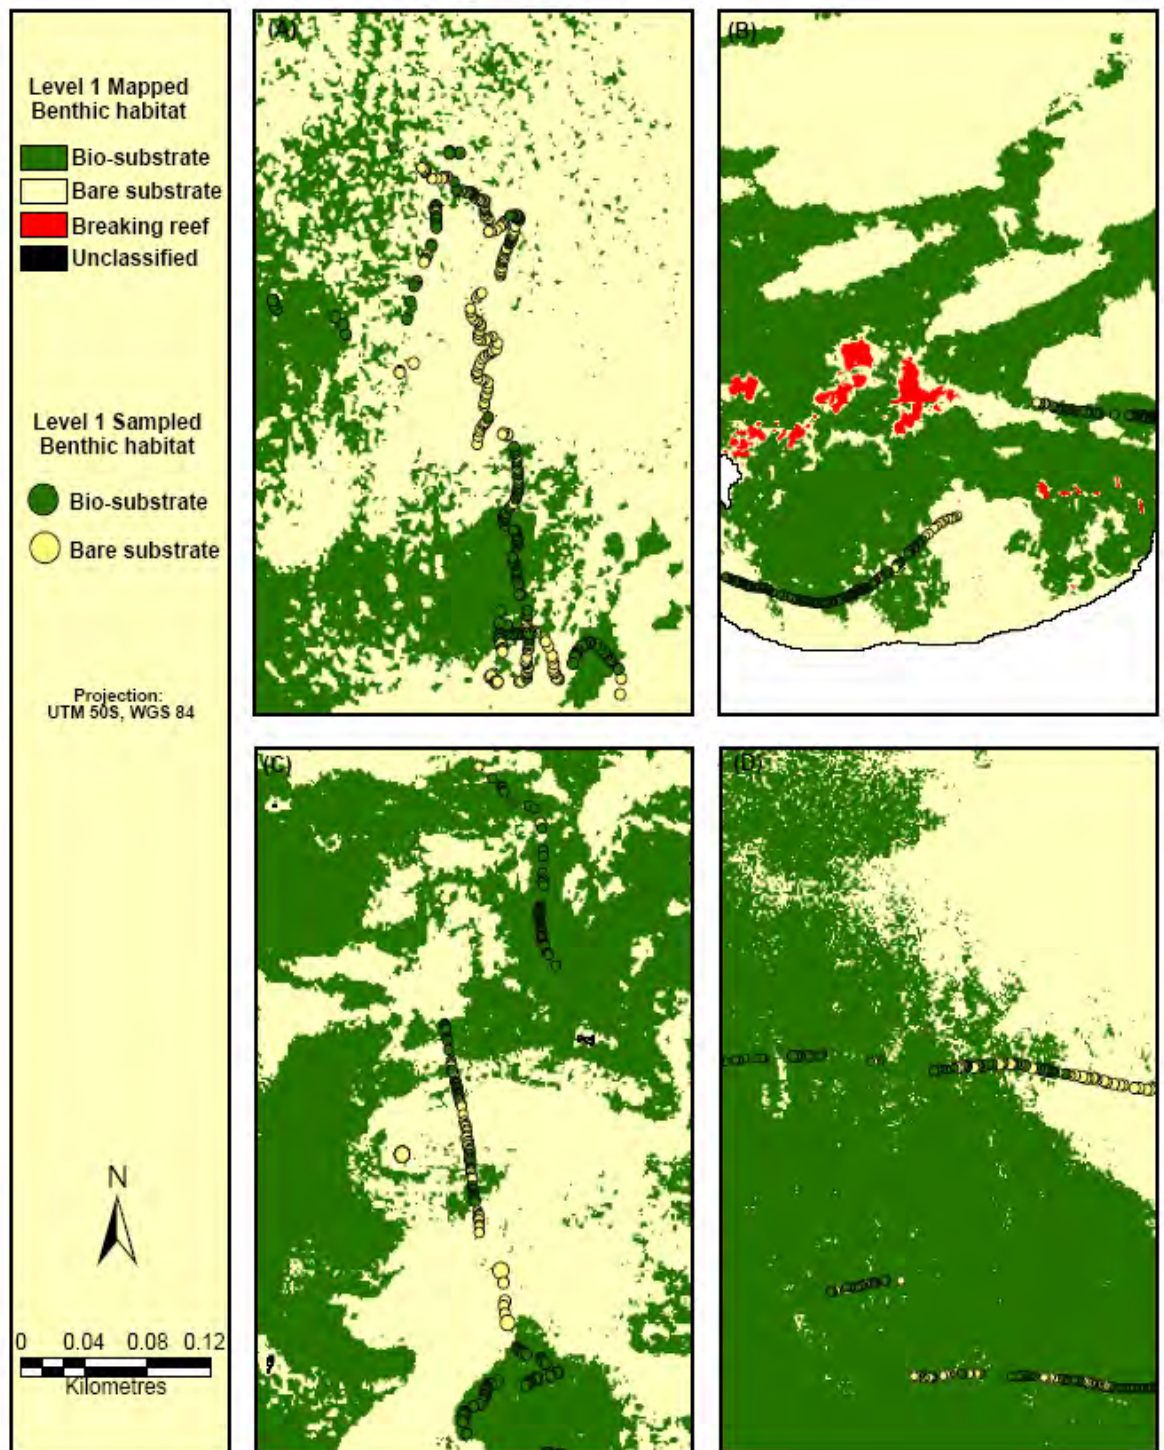 Level 1 Mapped
Benthic habitat
Bio-substrate
Bare substrate
Breaking reef
Unclassified
Level 1 Sampled
Benthic habitat
Bio-substrate
Bare substrate
Projection:
UTM 50S, WGS 84
N
0 0.04 0.08 0.12
Kilometres
(A)
(B)
(C)
(D)